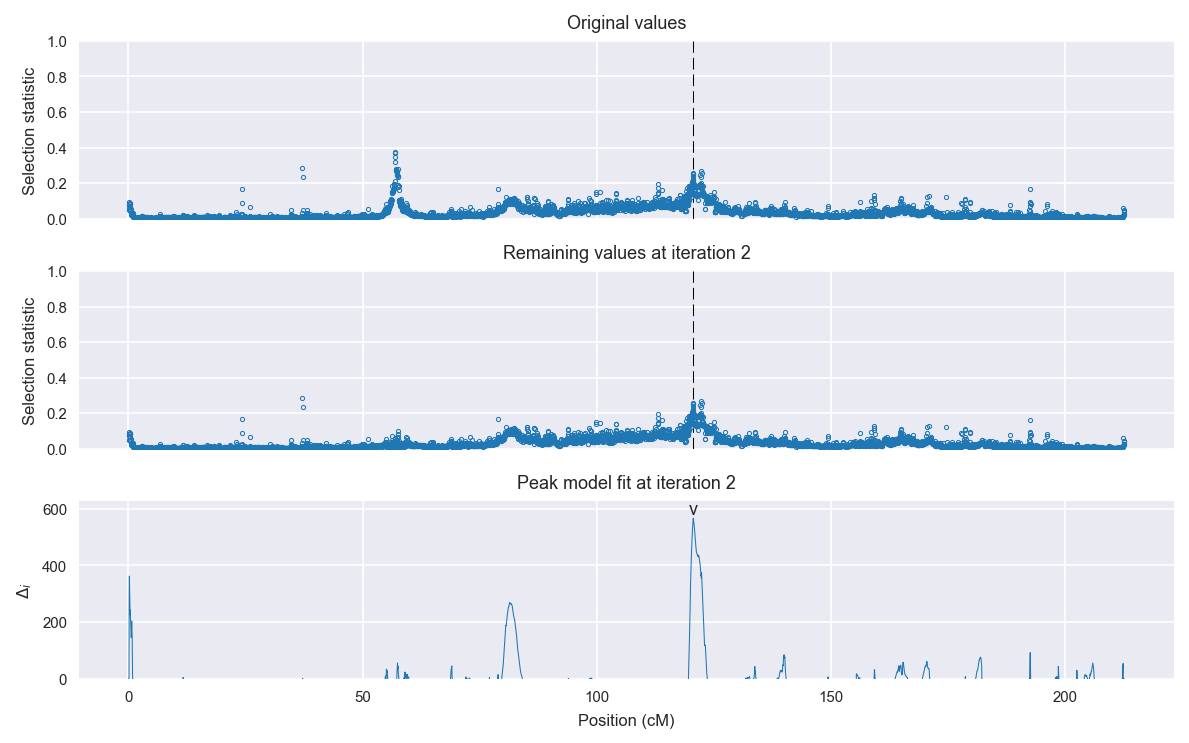 Original values
1.0
0.8
0.6
0.4
0.2
0.0
Selection statistic
Remaining values at iteration 2
1.0
0.8
0.6
0.4
0.2
0.0
Selection statistic
Peak model fit at iteration 2
v
600
400
200
0
Δi
0 50 100 150 200
Position (cM)